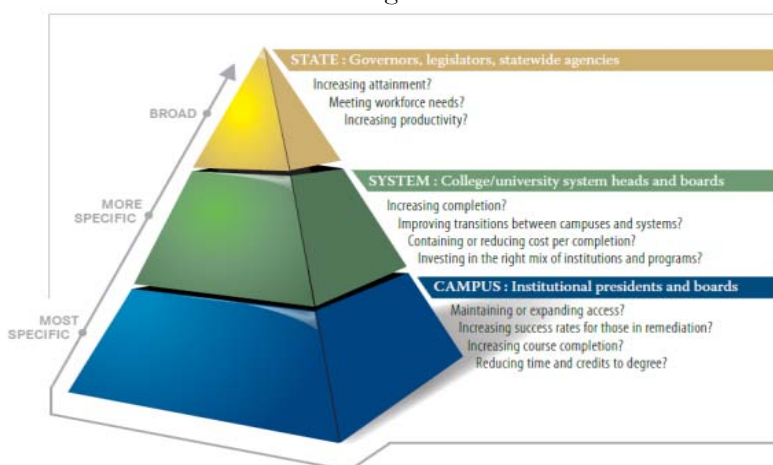 STATE : Governors, legislators, statewide agencies
Increasing attainment?
Meeting workforce needs?
Increasing productivity?
BROAD
SYSTEM : College/university system heads and boards
Increasing completion?
Improving transitions between campuses and systems?
Containing or reducing cost per completion?
Investing in the right mix of institutions and programs?
MORE
SPECIFIC
CAMPUS : Institutional presidents and boards
Maintaining or expanding access?
Increasing success rates for those in remediation?
Increasing course completion?
Reducing time and credits to degree?
MOST
SPECIFIC